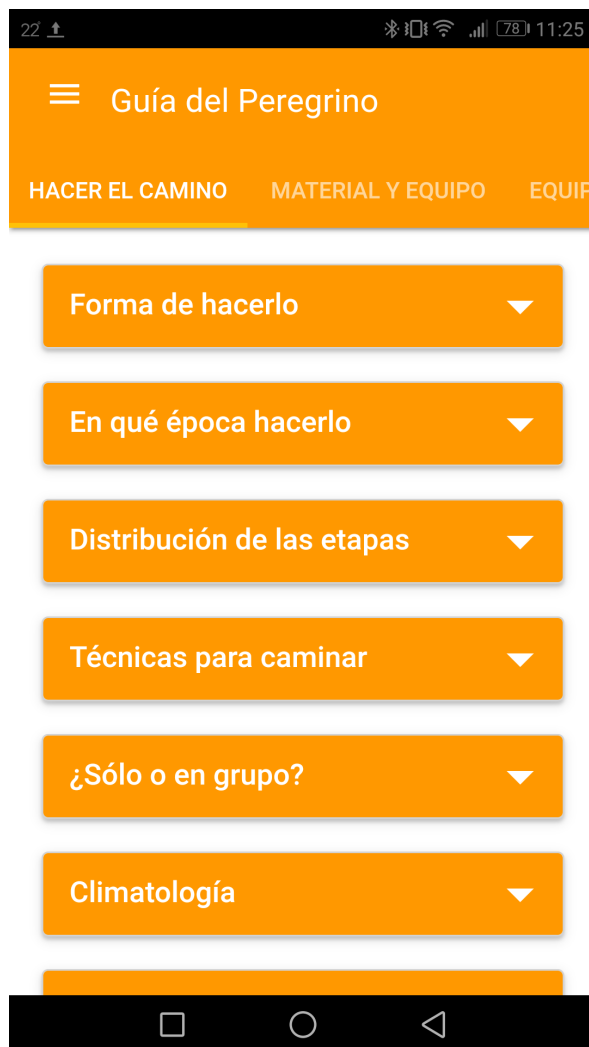 22° 78 11:25
Guía del Peregrino
HACER EL CAMINO MATERIAL Y EQUIPO
Forma de hacerlo
En qué época hacerlo
Distribución de las etapas
Técnicas para caminar
¿Sólo o en grupo?
Climatología